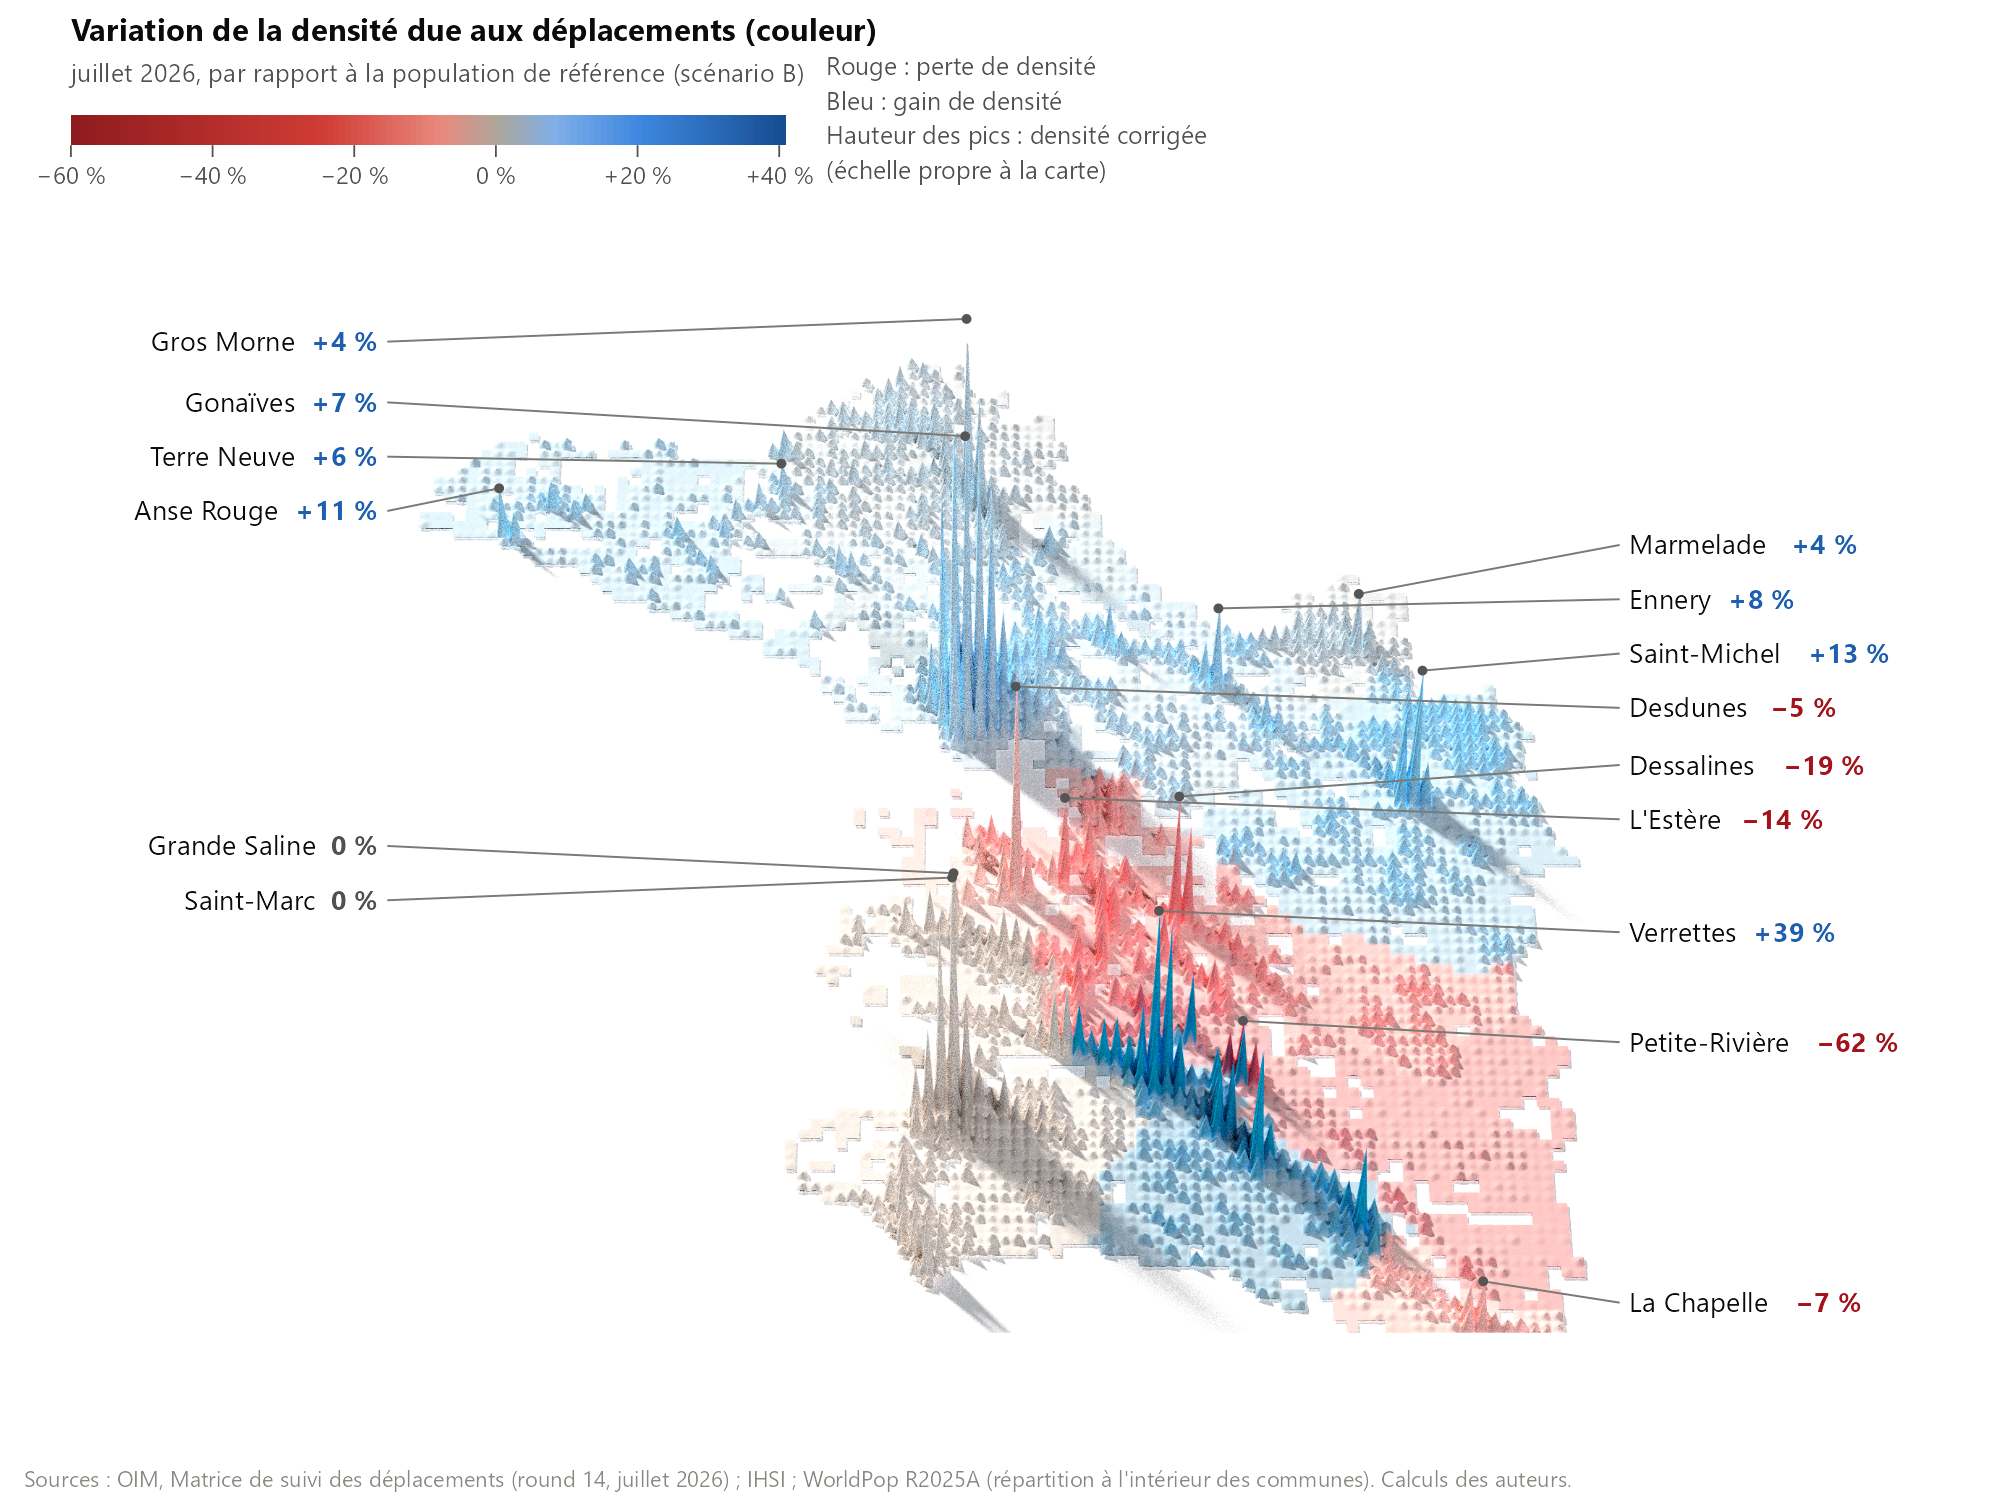 Variation de la densité due aux déplacements (couleur)
juillet 2026, par rapport à la population de référence (scénario B)
Rouge : perte de densité
Bleu : gain de densité
Hauteur des pics : densité corrigée
(échelle propre à la carte)
−60 % −40 % −20 % 0 % +20 % +40 %
Gros Morne +4 %
Gonaïves +7 %
Terre Neuve +6 %
Anse Rouge +11 %
Marmelade +4 %
Ennery +8 %
Saint-Michel +13 %
Desdunes −5 %
Dessalines −19 %
L'Estère −14 %
Grande Saline 0 %
Saint-Marc 0 %
Verrettes +39 %
Petite-Rivière −62 %
La Chapelle −7 %
Sources : OIM, Matrice de suivi des déplacements (round 14, juillet 2026) ; IHSI ; WorldPop R2025A (répartition à l'intérieur des communes). Calculs des auteurs.